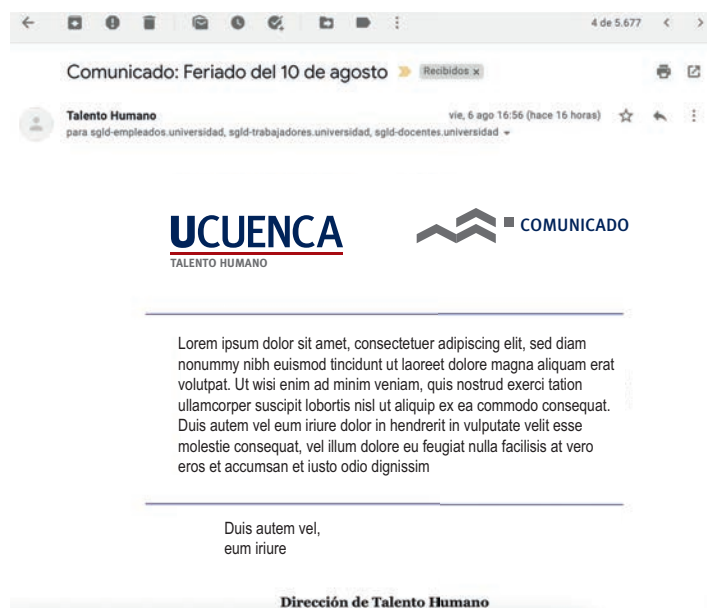 4 de 5.677
Comunicado: Feriado del 10 de agosto Recibidos x
Talento Humano vie, 6 ago 16:56 (hace 16 horas)
para sgld-empleados.universidad, sgld-trabajadores.universidad, sgld-docentes.universidad
UCUENCA
TALENTO HUMANO
COMUNICADO
Lorem ipsum dolor sit amet, consectetuer adipiscing elit, sed diam
nonummy nibh euismod tincidunt ut laoreet dolore magna aliquam erat
volutpat. Ut wisi enim ad minim veniam, quis nostrud exerci tation
ullamcorper suscipit lobortis nisl ut aliquip ex ea commodo consequat.
Duis autem vel eum iriure dolor in hendrerit in vulputate velit esse
molestie consequat, vel illum dolore eu feugiat nulla facilisis at vero
eros et accumsan et iusto odio dignissim
Duis autem vel,
eum iriure
Dirección de Talento Humano